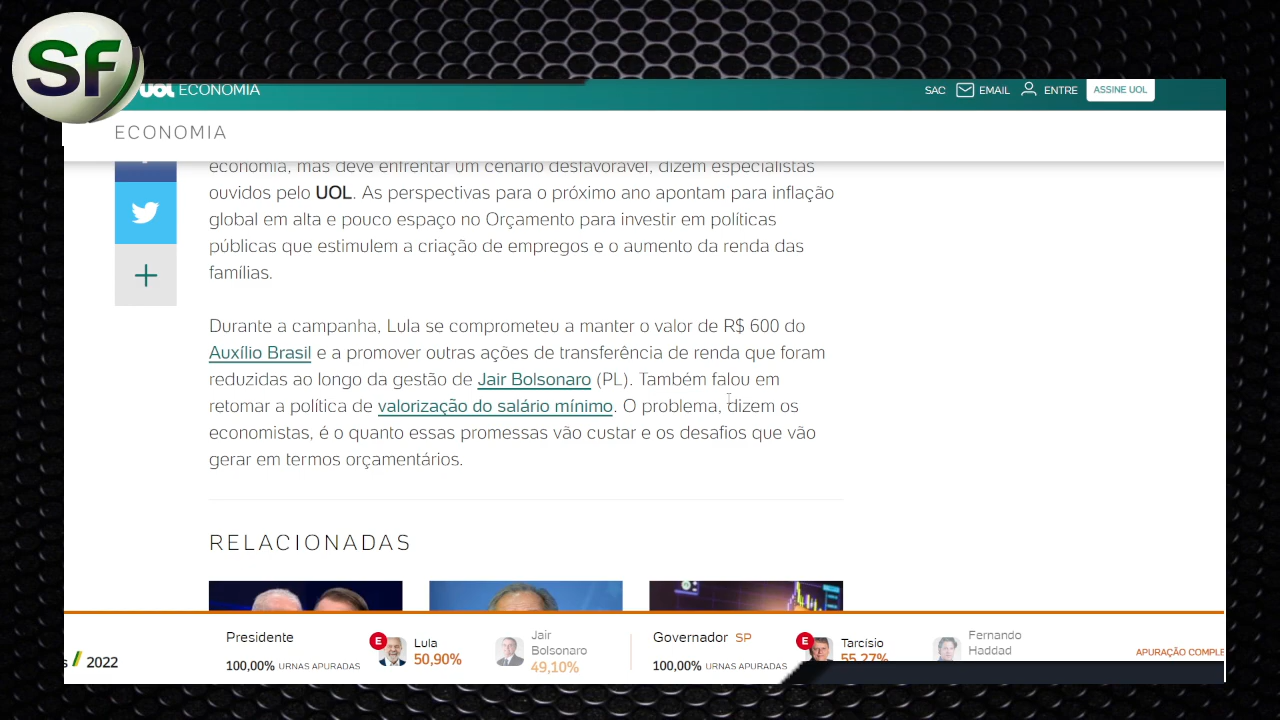 SF
UOL ECONOMIA
SAC EMAIL ENTRE ASSINE UOL
ECONOMIA
economia, mas deve enfrentar um cenário desfavorável, dizem especialistas
ouvidos pelo UOL. As perspectivas para o próximo ano apontam para inflação
global em alta e pouco espaço no Orçamento para investir em políticas
públicas que estimulem a criação de empregos e o aumento da renda das
famílias.
Durante a campanha, Lula se comprometeu a manter o valor de R$ 600 do
Auxílio Brasil e a promover outras ações de transferência de renda que foram
reduzidas ao longo da gestão de Jair Bolsonaro (PL). Também falou em
retomar a política de valorização do salário mínimo. O problema, dizem os
economistas, é o quanto essas promessas vão custar e os desafios que vão
gerar em termos orçamentários.
RELACIONADAS
s / 2022
Presidente
100,00% URNAS APURADAS
E
Lula
50,90%
Jair
Bolsonaro
49,10%
Governador SP
100,00% URNAS APURADAS
E
Tarcísio
55,27%
Fernando
Haddad
APURAÇÃO COMPLE